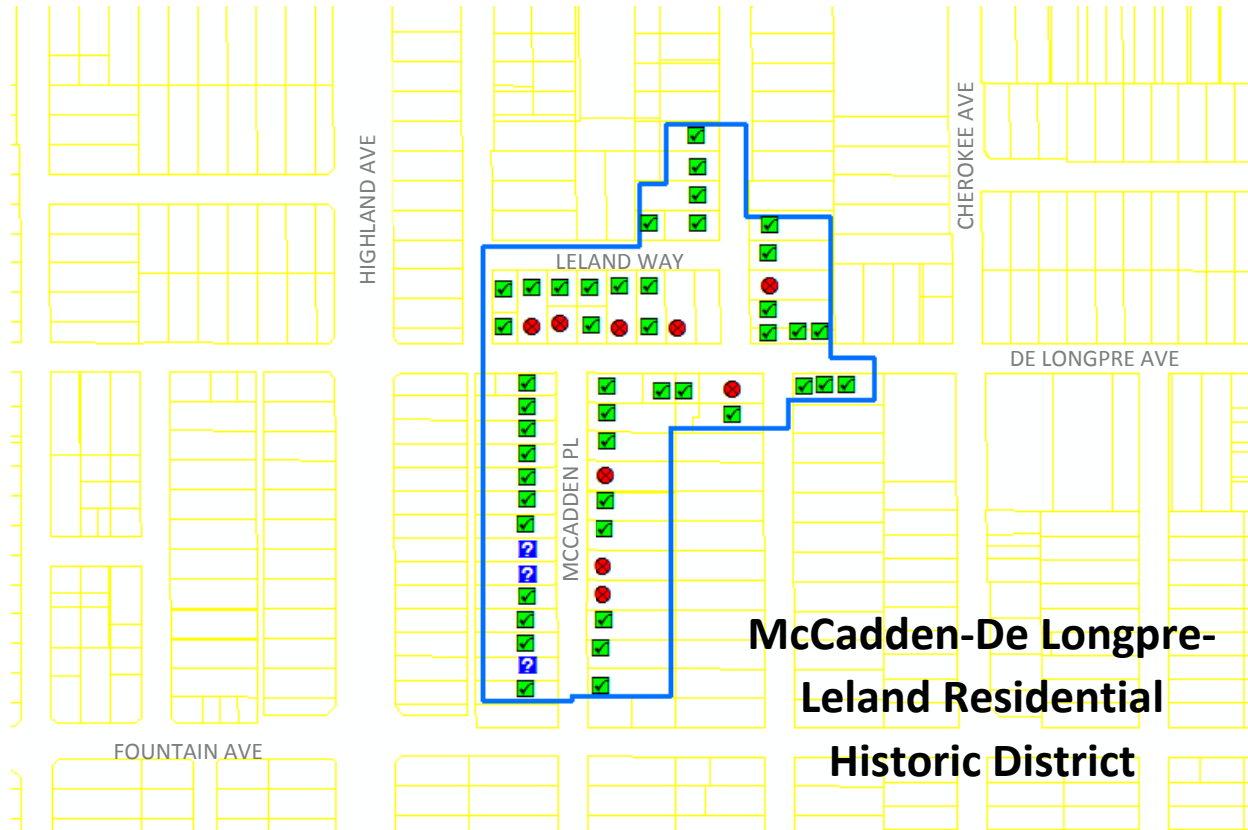 HIGHLAND AVE
CHEROKEE AVE
LELAND WAY
DE LONGPRE AVE
MCCADDEN PL
?
?
?
McCadden-De Longpre-
Leland Residential
Historic District
FOUNTAIN AVE